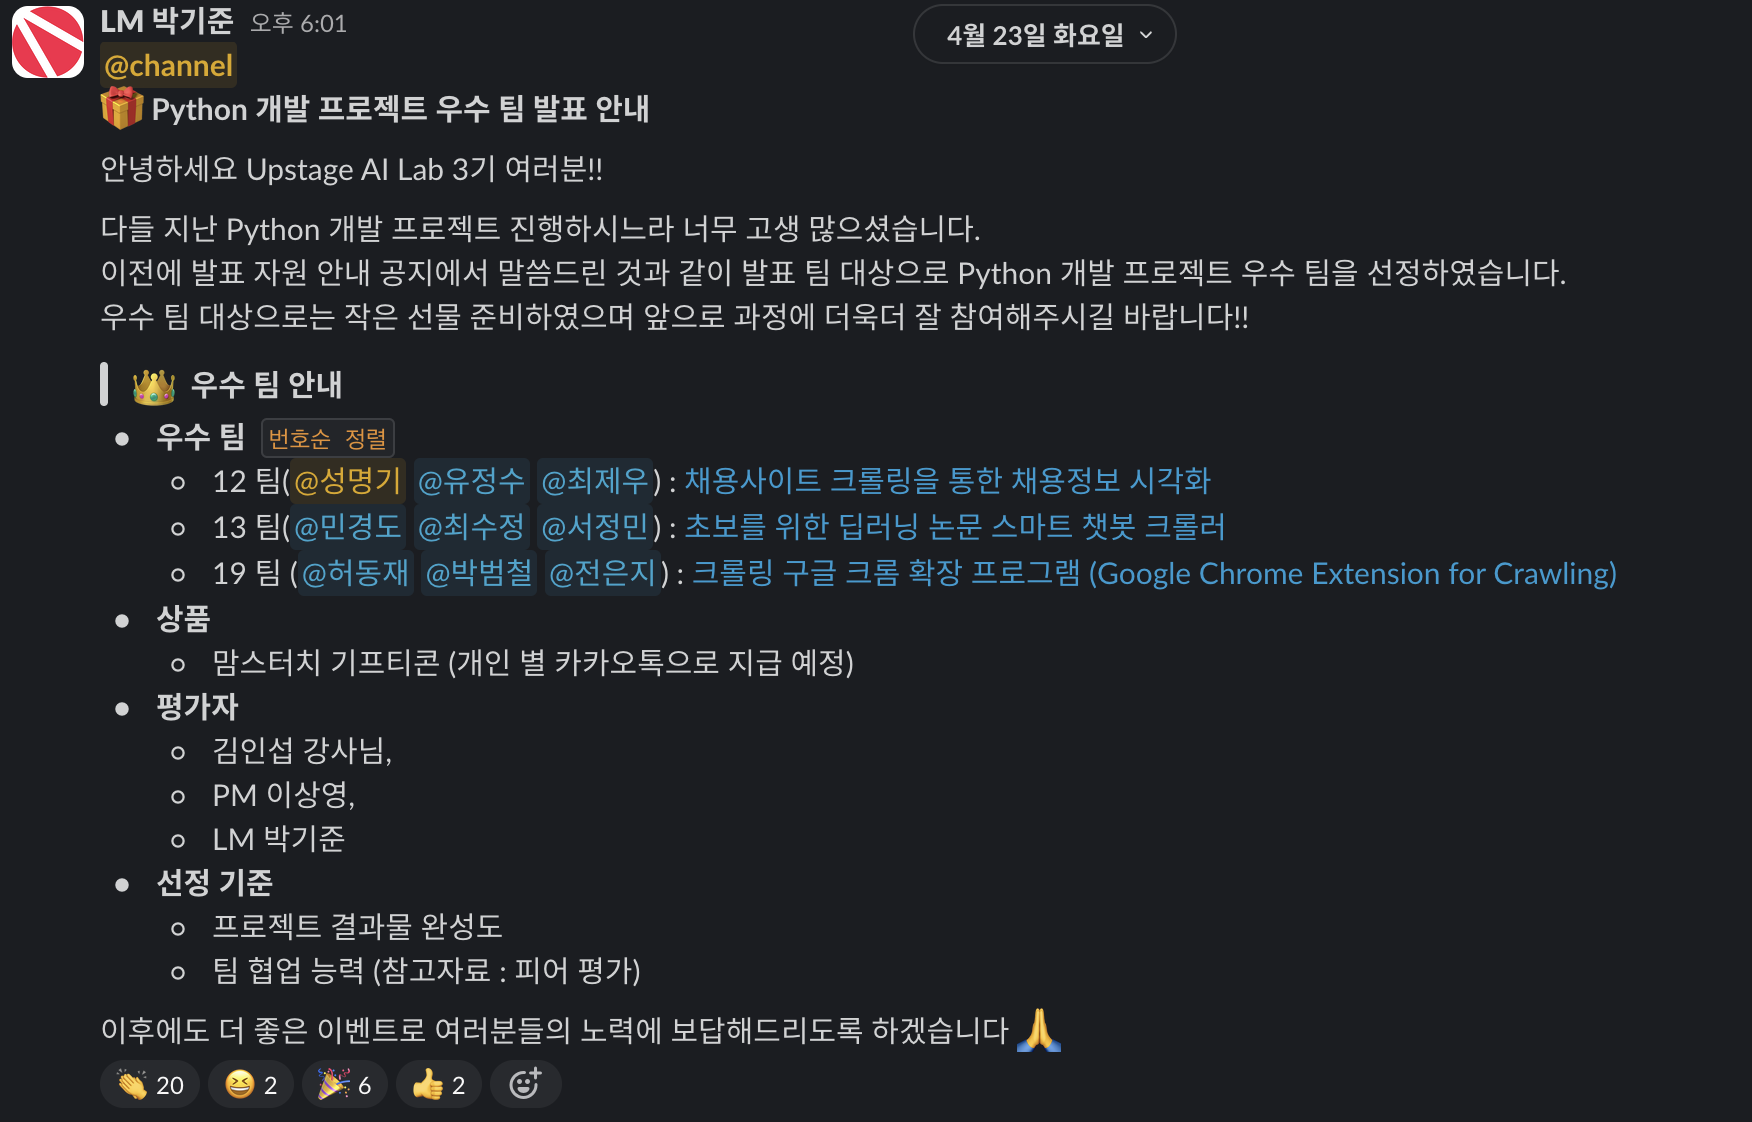 LM 박기준 오후 6:01
4월 23일 화요일
@channel
Python 개발 프로젝트 우수 팀 발표 안내
안녕하세요 Upstage AI Lab 3기 여러분!!
다들 지난 Python 개발 프로젝트 진행하시느라 너무 고생 많으셨습니다.
이전에 발표 자원 안내 공지에서 말씀드린 것과 같이 발표 팀 대상으로 Python 개발 프로젝트 우수 팀을 선정하였습니다.
우수 팀 대상으로는 작은 선물 준비하였으며 앞으로 과정에 더욱더 잘 참여해주시길 바랍니다!!
우수 팀 안내
우수 팀 번호순 정렬
12 팀(@성명기 @유정수 @최제우) : 채용사이트 크롤링을 통한 채용정보 시각화
13 팀(@민경도 @최수정 @서정민) : 초보를 위한 딥러닝 논문 스마트 챗봇 크롤러
19 팀 (@허동재 @박범철 @전은지) : 크롤링 구글 크롬 확장 프로그램 (Google Chrome Extension for Crawling)
상품
맘스터치 기프티콘 (개인 별 카카오톡으로 지급 예정)
평가자
김인섭 강사님,
PM 이상영,
LM 박기준
선정 기준
프로젝트 결과물 완성도
팀 협업 능력 (참고자료 : 피어 평가)
이후에도 더 좋은 이벤트로 여러분들의 노력에 보답해드리도록 하겠습니다
20 2 6 2